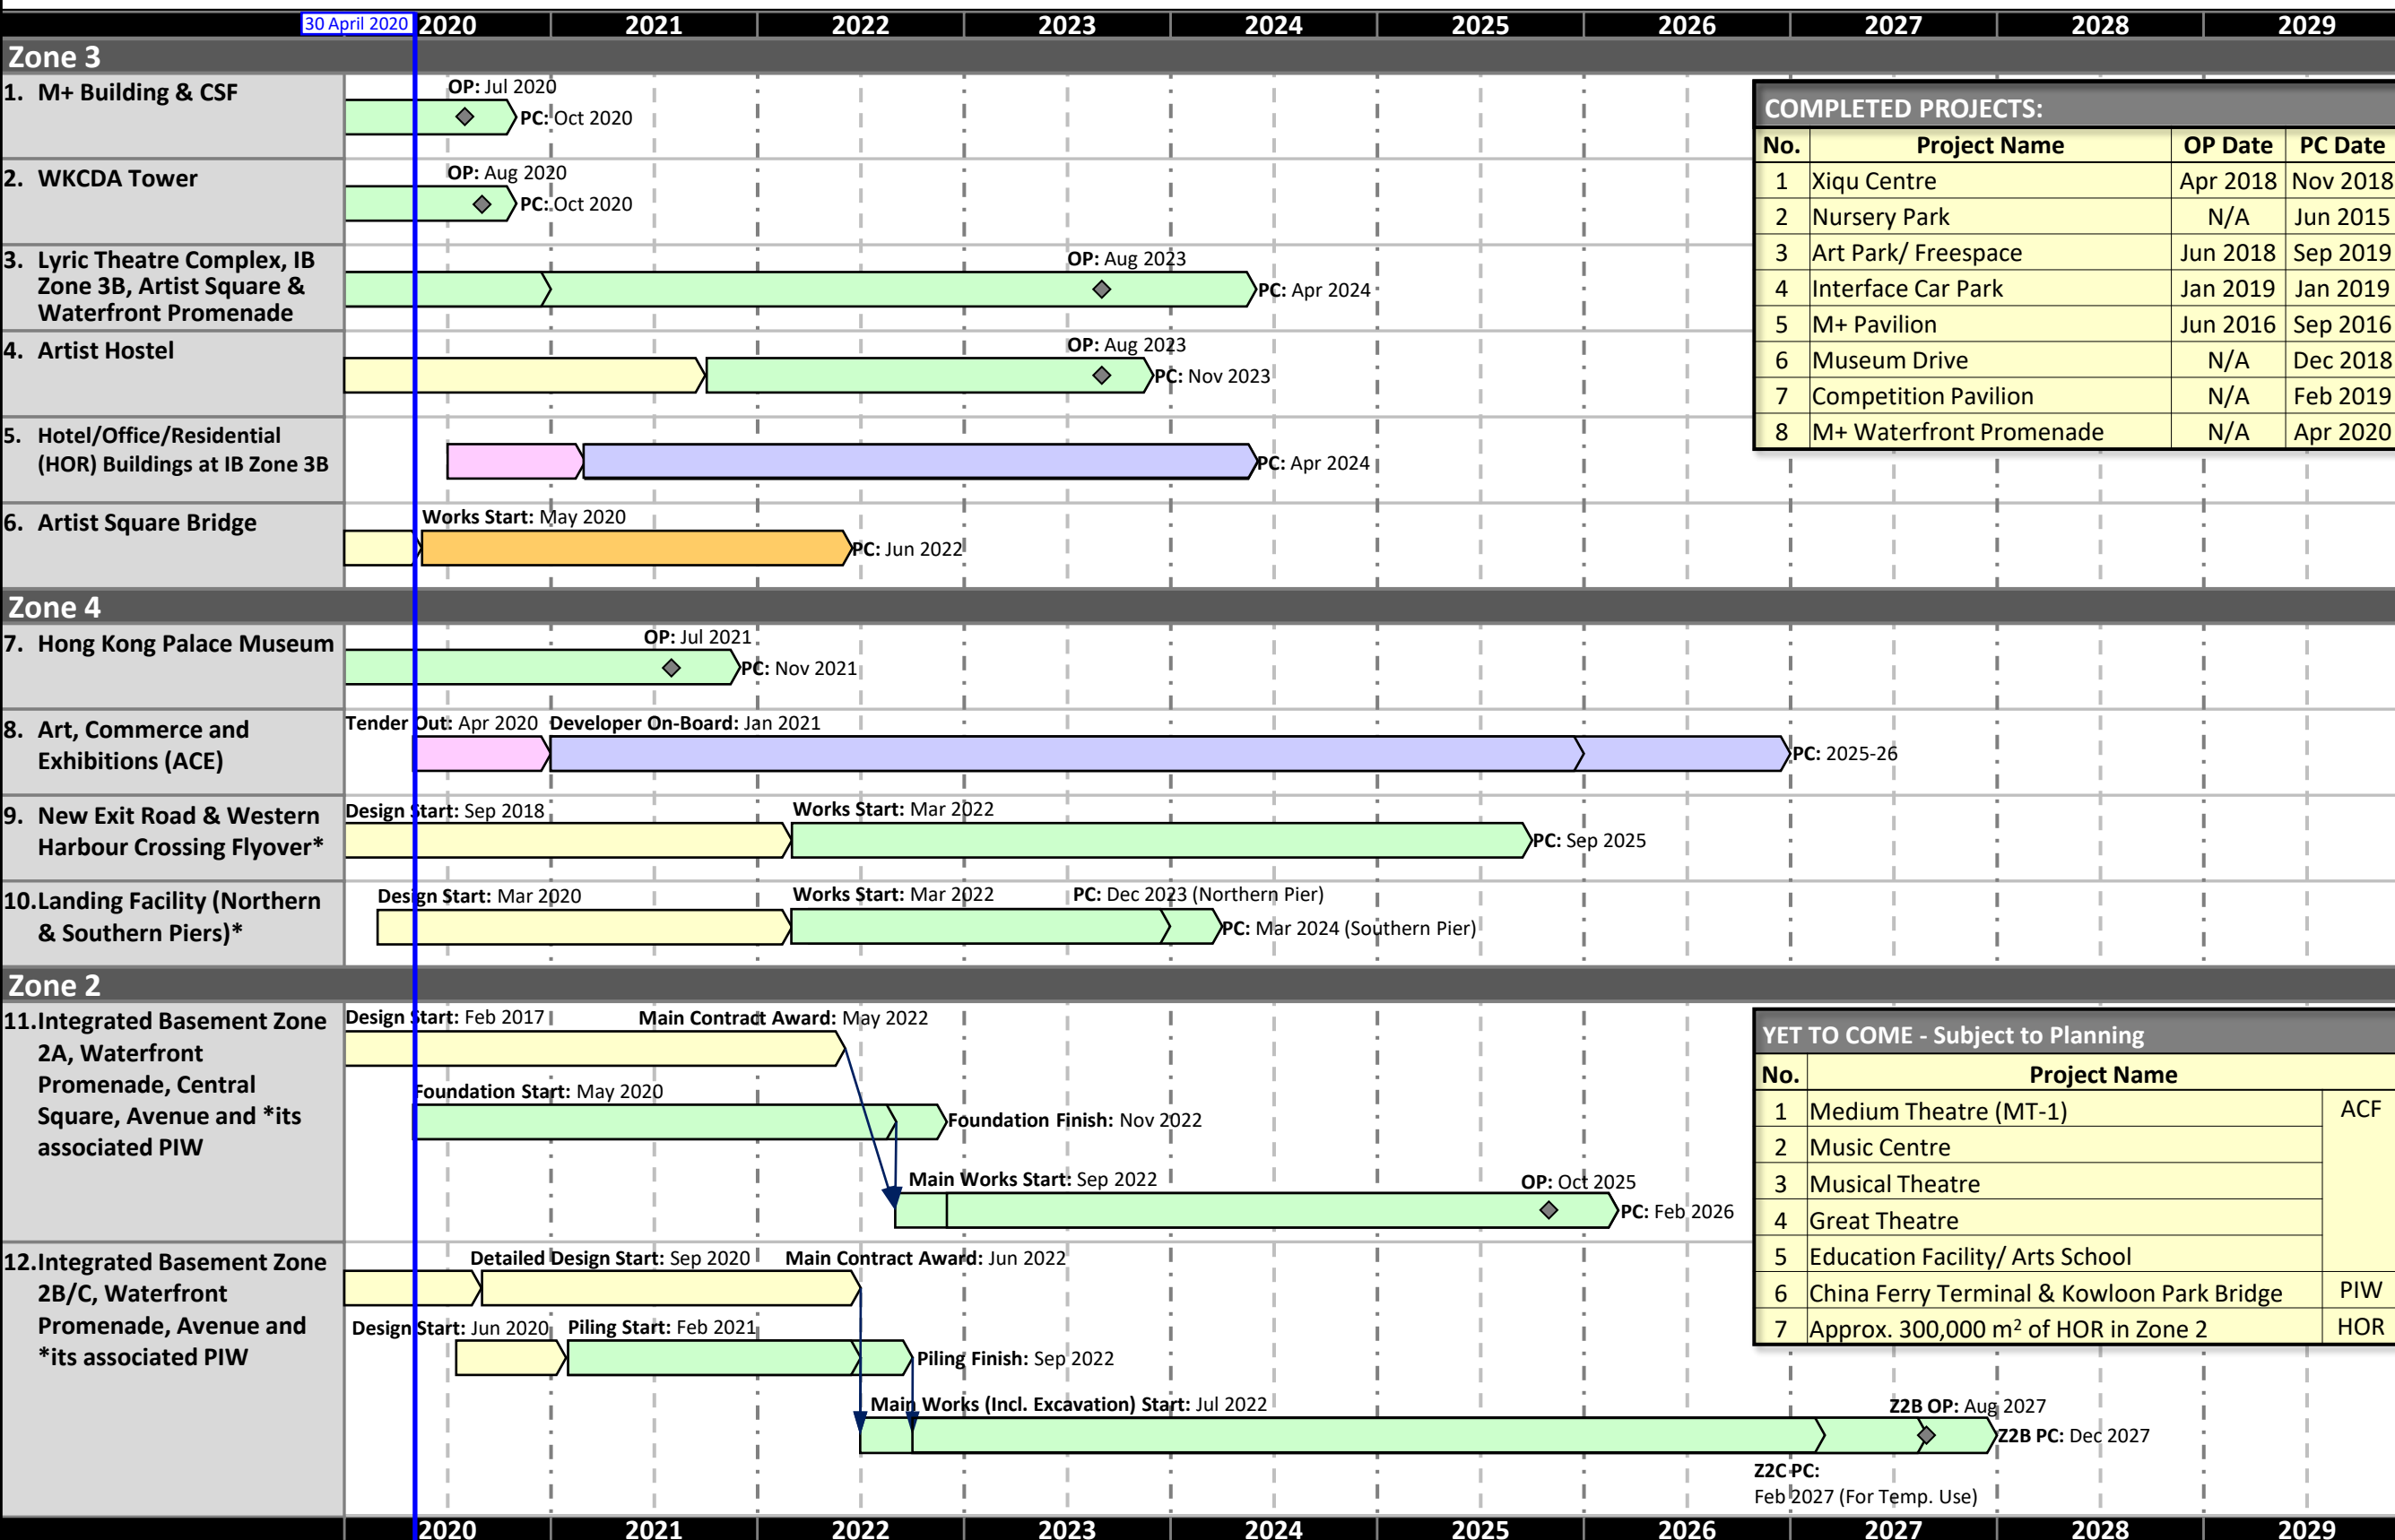 30 April 2020 2020 2021 2022 2023 2024 2025 2026 2027 2028 2029
Zone 3
1. M+ Building & CSF
OP: Jul 2020
PC: Oct 2020
2. WKCDA Tower
OP: Aug 2020
PC: Oct 2020
3. Lyric Theatre Complex, IB
Zone 3B, Artist Square &
Waterfront Promenade
OP: Aug 2023
PC: Apr 2024
4. Artist Hostel
OP: Aug 2023
PC: Nov 2023
5. Hotel/Office/Residential
(HOR) Buildings at IB Zone 3B
PC: Apr 2024
6. Artist Square Bridge
Works Start: May 2020
PC: Jun 2022
COMPLETED PROJECTS:
No. Project Name OP Date PC Date
1 Xiqu Centre Apr 2018 Nov 2018
2 Nursery Park N/A Jun 2015
3 Art Park/ Freespace Jun 2018 Sep 2019
4 Interface Car Park Jan 2019 Jan 2019
5 M+ Pavilion Jun 2016 Sep 2016
6 Museum Drive N/A Dec 2018
7 Competition Pavilion N/A Feb 2019
8 M+ Waterfront Promenade N/A Apr 2020
Zone 4
7. Hong Kong Palace Museum
OP: Jul 2021
PC: Nov 2021
8. Art, Commerce and
Exhibitions (ACE)
Tender Out: Apr 2020 Developer On-Board: Jan 2021
PC: 2025-26
9. New Exit Road & Western
Harbour Crossing Flyover*
Design Start: Sep 2018 Works Start: Mar 2022
PC: Sep 2025
10.Landing Facility (Northern
& Southern Piers)*
Design Start: Mar 2020 Works Start: Mar 2022 PC: Dec 2023 (Northern Pier)
PC: Mar 2024 (Southern Pier)
Zone 2
11.Integrated Basement Zone
2A, Waterfront
Promenade, Central
Square, Avenue and *its
associated PIW
Design Start: Feb 2017 Main Contract Award: May 2022
Foundation Start: May 2020
Foundation Finish: Nov 2022
Main Works Start: Sep 2022 OP: Oct 2025
PC: Feb 2026
12.Integrated Basement Zone
2B/C, Waterfront
Promenade, Avenue and
*its associated PIW
Detailed Design Start: Sep 2020 Main Contract Award: Jun 2022
Design Start: Jun 2020 Piling Start: Feb 2021
Piling Finish: Sep 2022
Main Works (Incl. Excavation) Start: Jul 2022 Z2B OP: Aug 2027
Z2B PC: Dec 2027
Z2C PC:
Feb 2027 (For Temp. Use)
YET TO COME - Subject to Planning
No. Project Name
1 Medium Theatre (MT-1) ACF
2 Music Centre
3 Musical Theatre
4 Great Theatre
5 Education Facility/ Arts School
6 China Ferry Terminal & Kowloon Park Bridge PIW
7 Approx. 300,000 m² of HOR in Zone 2 HOR
2020 2021 2022 2023 2024 2025 2026 2027 2028 2029